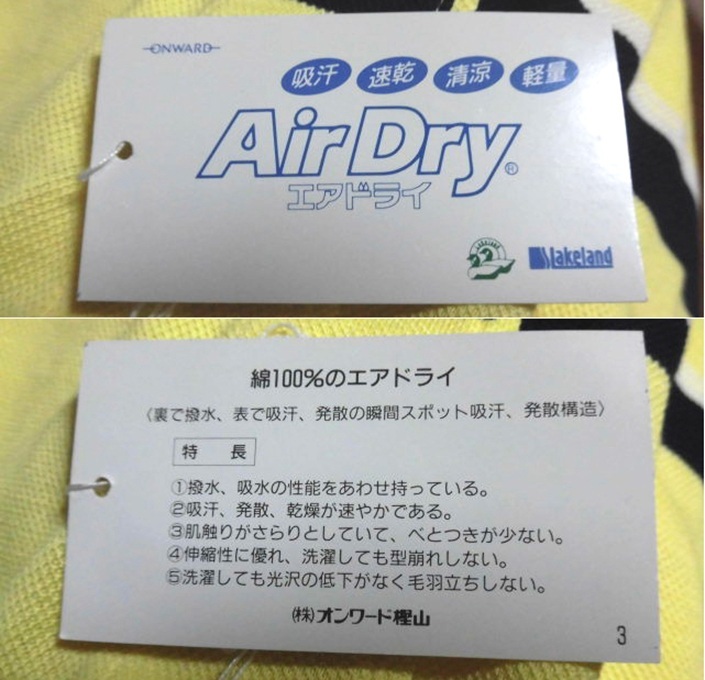 ONWARD
吸汗 速乾 清涼 軽量
AirDry®
エアドライ
Lakeland
綿100%のエアドライ
〈裏で撥水、表で吸汗、発散の瞬間スポット吸汗、発散構造〉
特 長
①撥水、吸水の性能をあわせ持っている。
②吸汗、発散、乾燥が速やかである。
③肌触りがさらりとしていて、べとつきが少ない。
④伸縮性に優れ、洗濯しても型崩れしない。
⑤洗濯しても光沢の低下がなく毛羽立ちしない。
(株)オンワード樫山
3